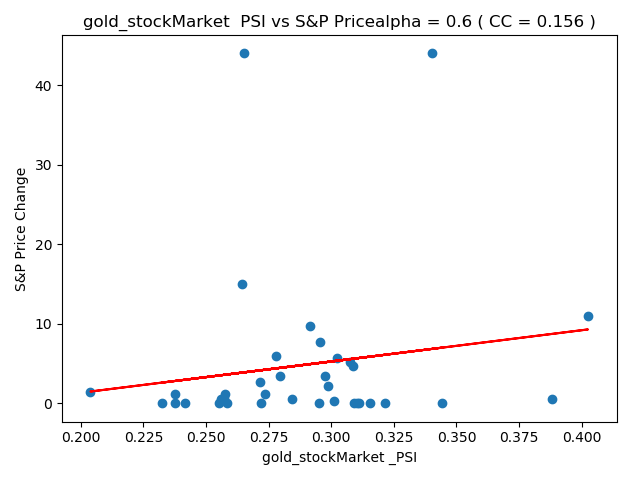 gold_stockMarket  PSI vs S&P Pricealpha = 0.6 ( CC = 0.156 )
40
30
20
10
0
S&P Price Change
0.200 0.225 0.250 0.275 0.300 0.325 0.350 0.375 0.400
gold_stockMarket _PSI